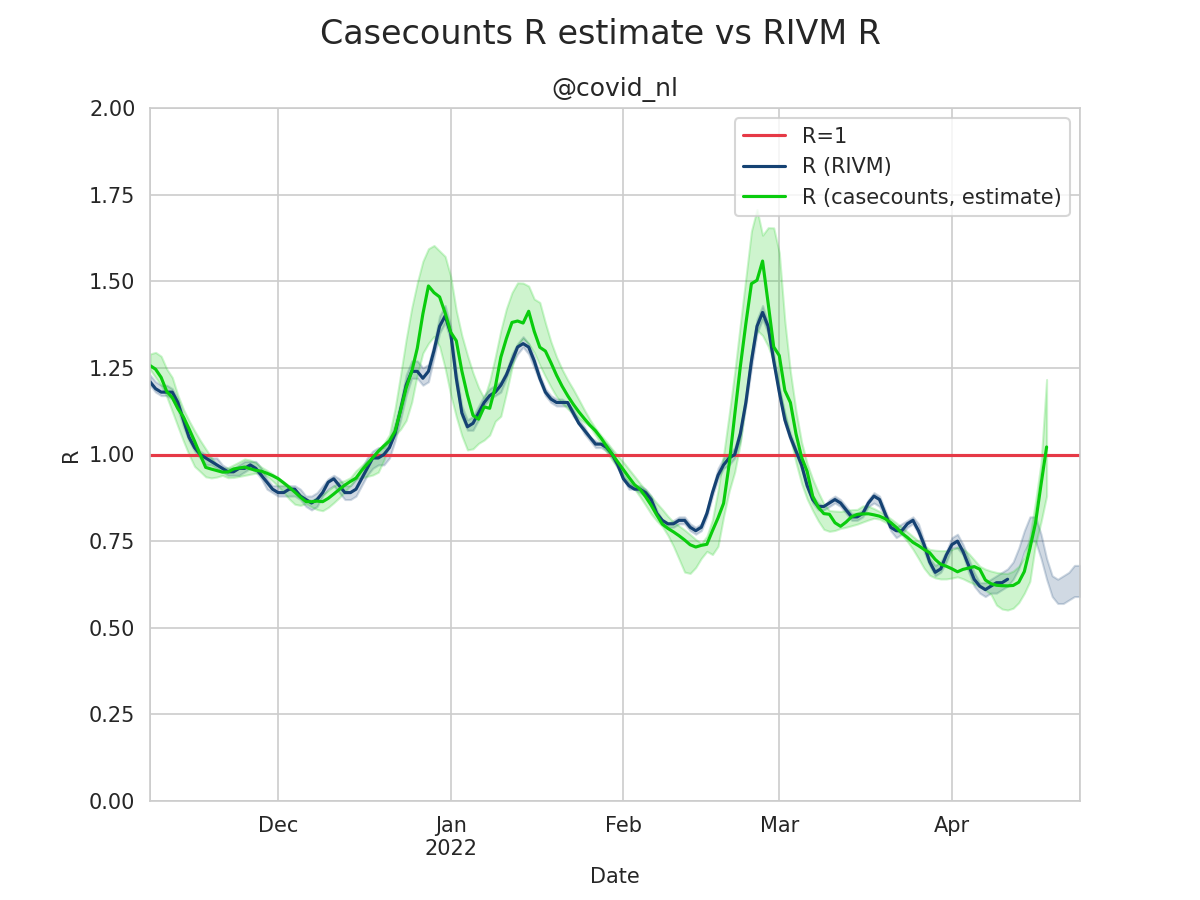 Casecounts R estimate vs RIVM R
@covid_nl
R=1
R (RIVM)
R (casecounts, estimate)
2.00
1.75
1.50
1.25
1.00
0.75
0.50
0.25
0.00
R
Dec
Jan
2022
Feb
Mar
Apr
Date